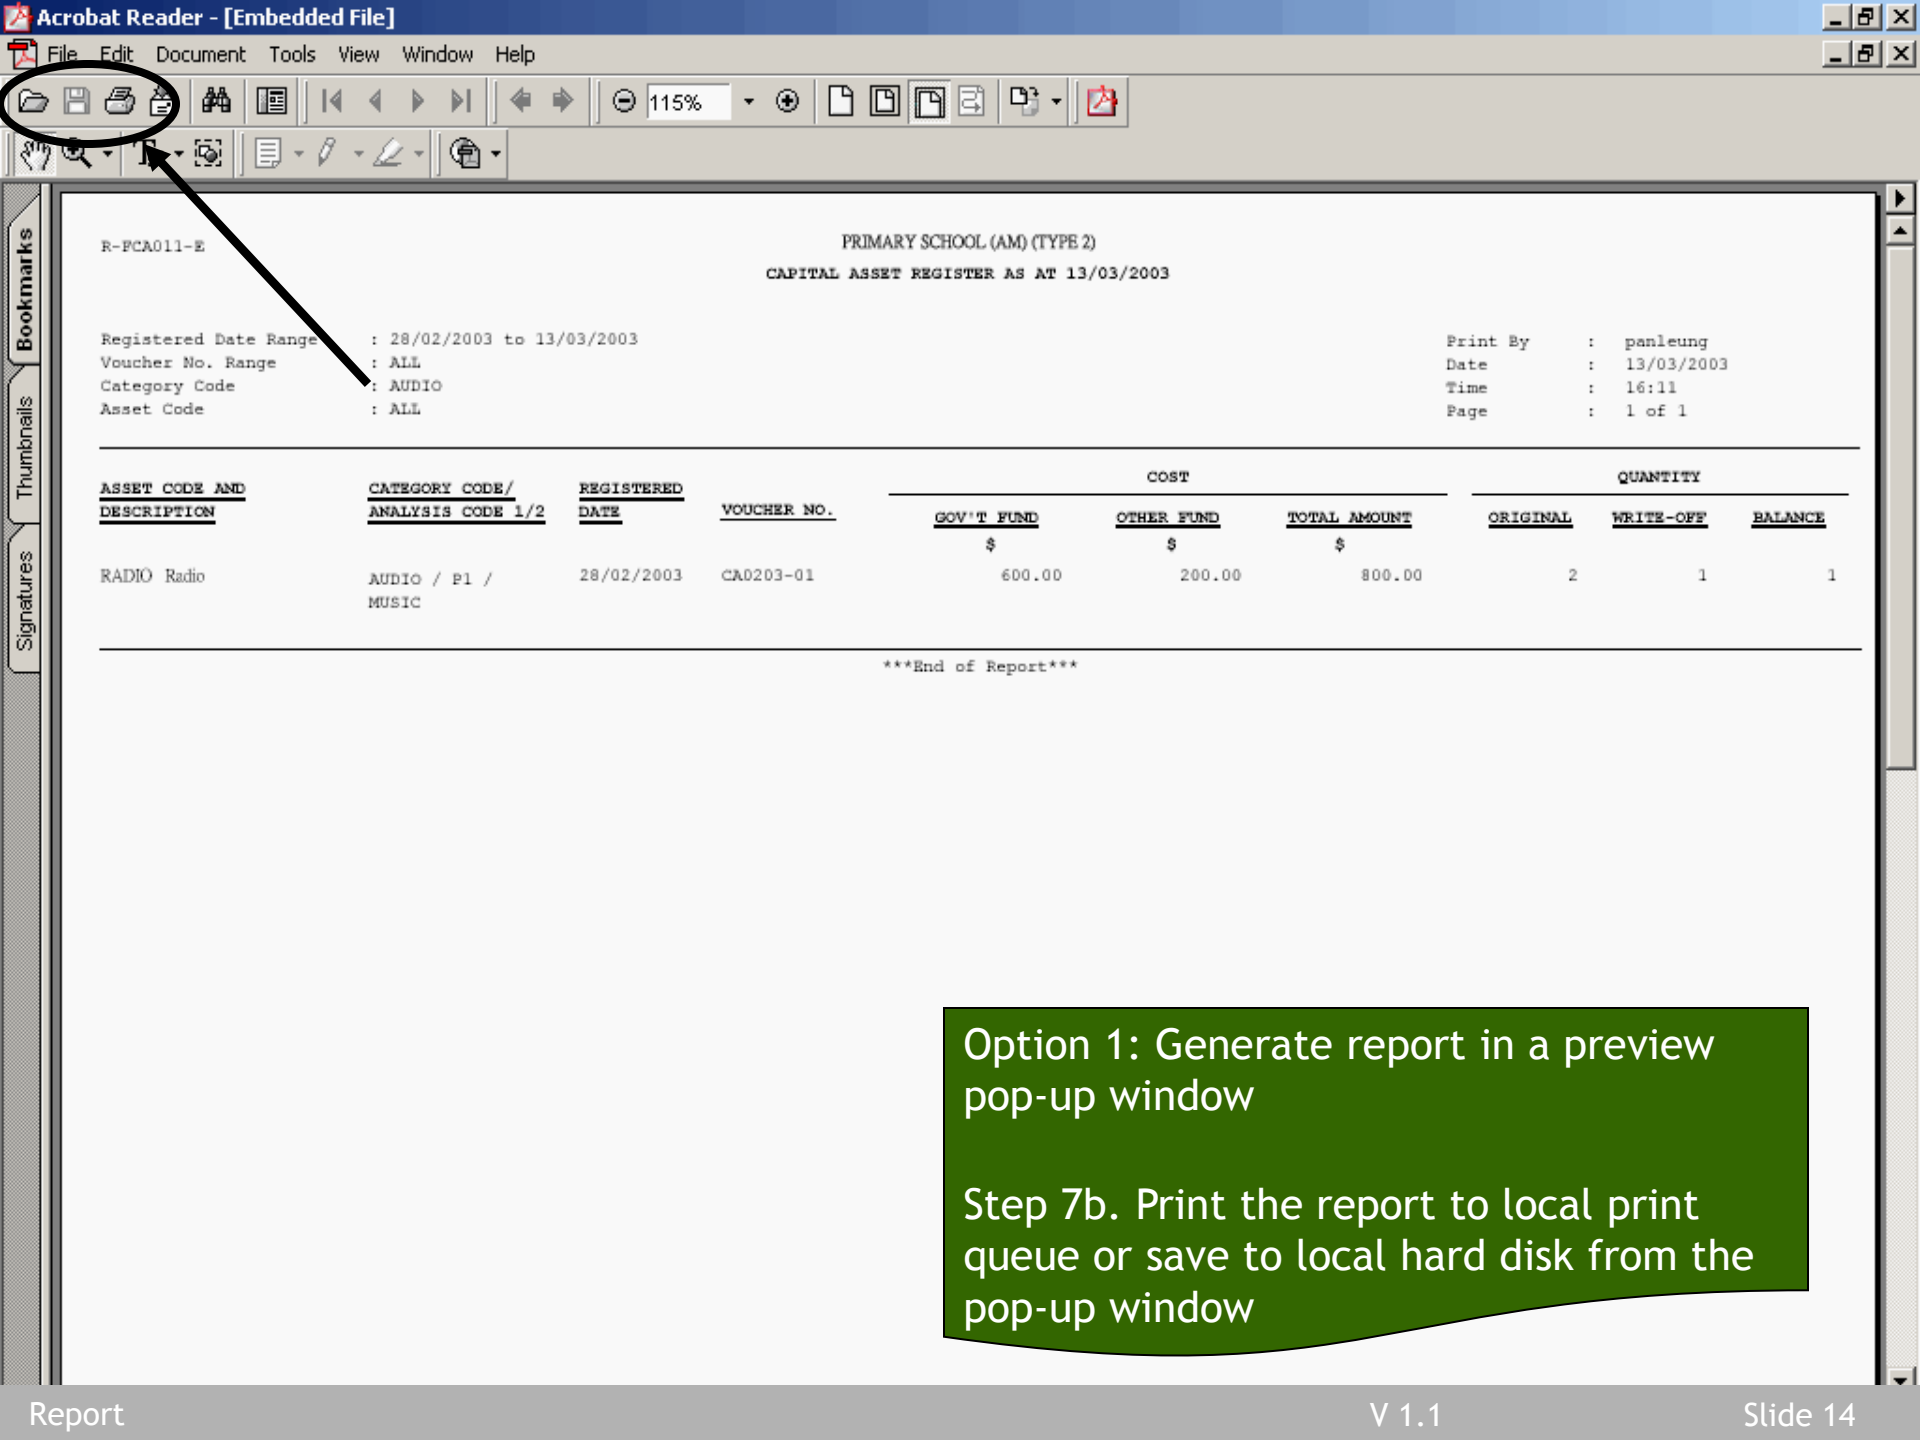 Acrobat Reader - [Embedded File]
File Edit Document Tools View Window Help
115%
Bookmarks
Thumbnails
Signatures
R-FCA011-E
PRIMARY SCHOOL (AM) (TYPE 2)
CAPITAL ASSET REGISTER AS AT 13/03/2003
Registered Date Range : 28/02/2003 to 13/03/2003
Voucher No. Range : ALL
Category Code : AUDIO
Asset Code : ALL
Print By : panleung
Date : 13/03/2003
Time : 16:11
Page : 1 of 1
COST QUANTITY
ASSET CODE AND CATEGORY CODE/ REGISTERED
DESCRIPTION ANALYSIS CODE 1/2 DATE VOUCHER NO. GOV'T FUND OTHER FUND TOTAL AMOUNT ORIGINAL WRITE-OFF BALANCE
$ $ $
RADIO Radio AUDIO / P1 / 28/02/2003 CA0203-01 600.00 200.00 800.00 2 1 1
MUSIC
***End of Report***
Option 1: Generate report in a preview
pop-up window
Step 7b. Print the report to local print
queue or save to local hard disk from the
pop-up window
Report V 1.1 Slide 14